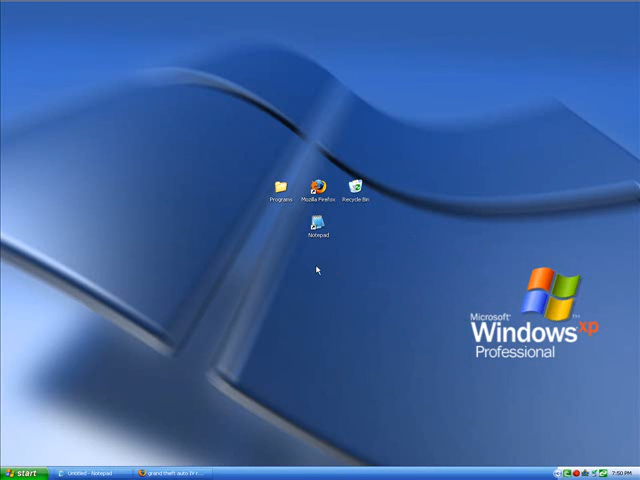 Programs
Mozilla Firefox
Recycle Bin
Notepad
Microsoft®
Windows xp
TM
Professional
start
Untitled - Notepad
grand theft auto IV r...
7:50 PM